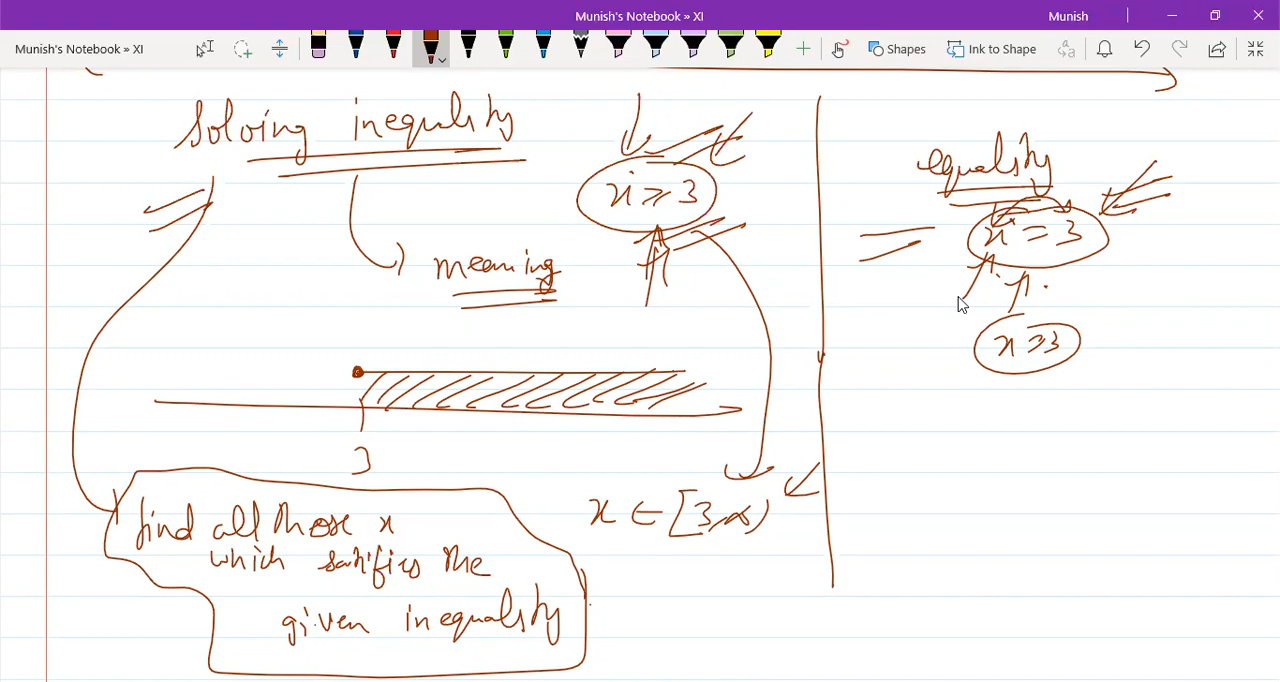 Munish's Notebook » XI
Munish
Munish's Notebook » XI
Shapes
Ink to Shape
solving inequality
x ≥ 3
meaning
3
x ∈ [3,∞)
find all those x
which satifies the
given inequality
equality
x = 3
x ≥ 3